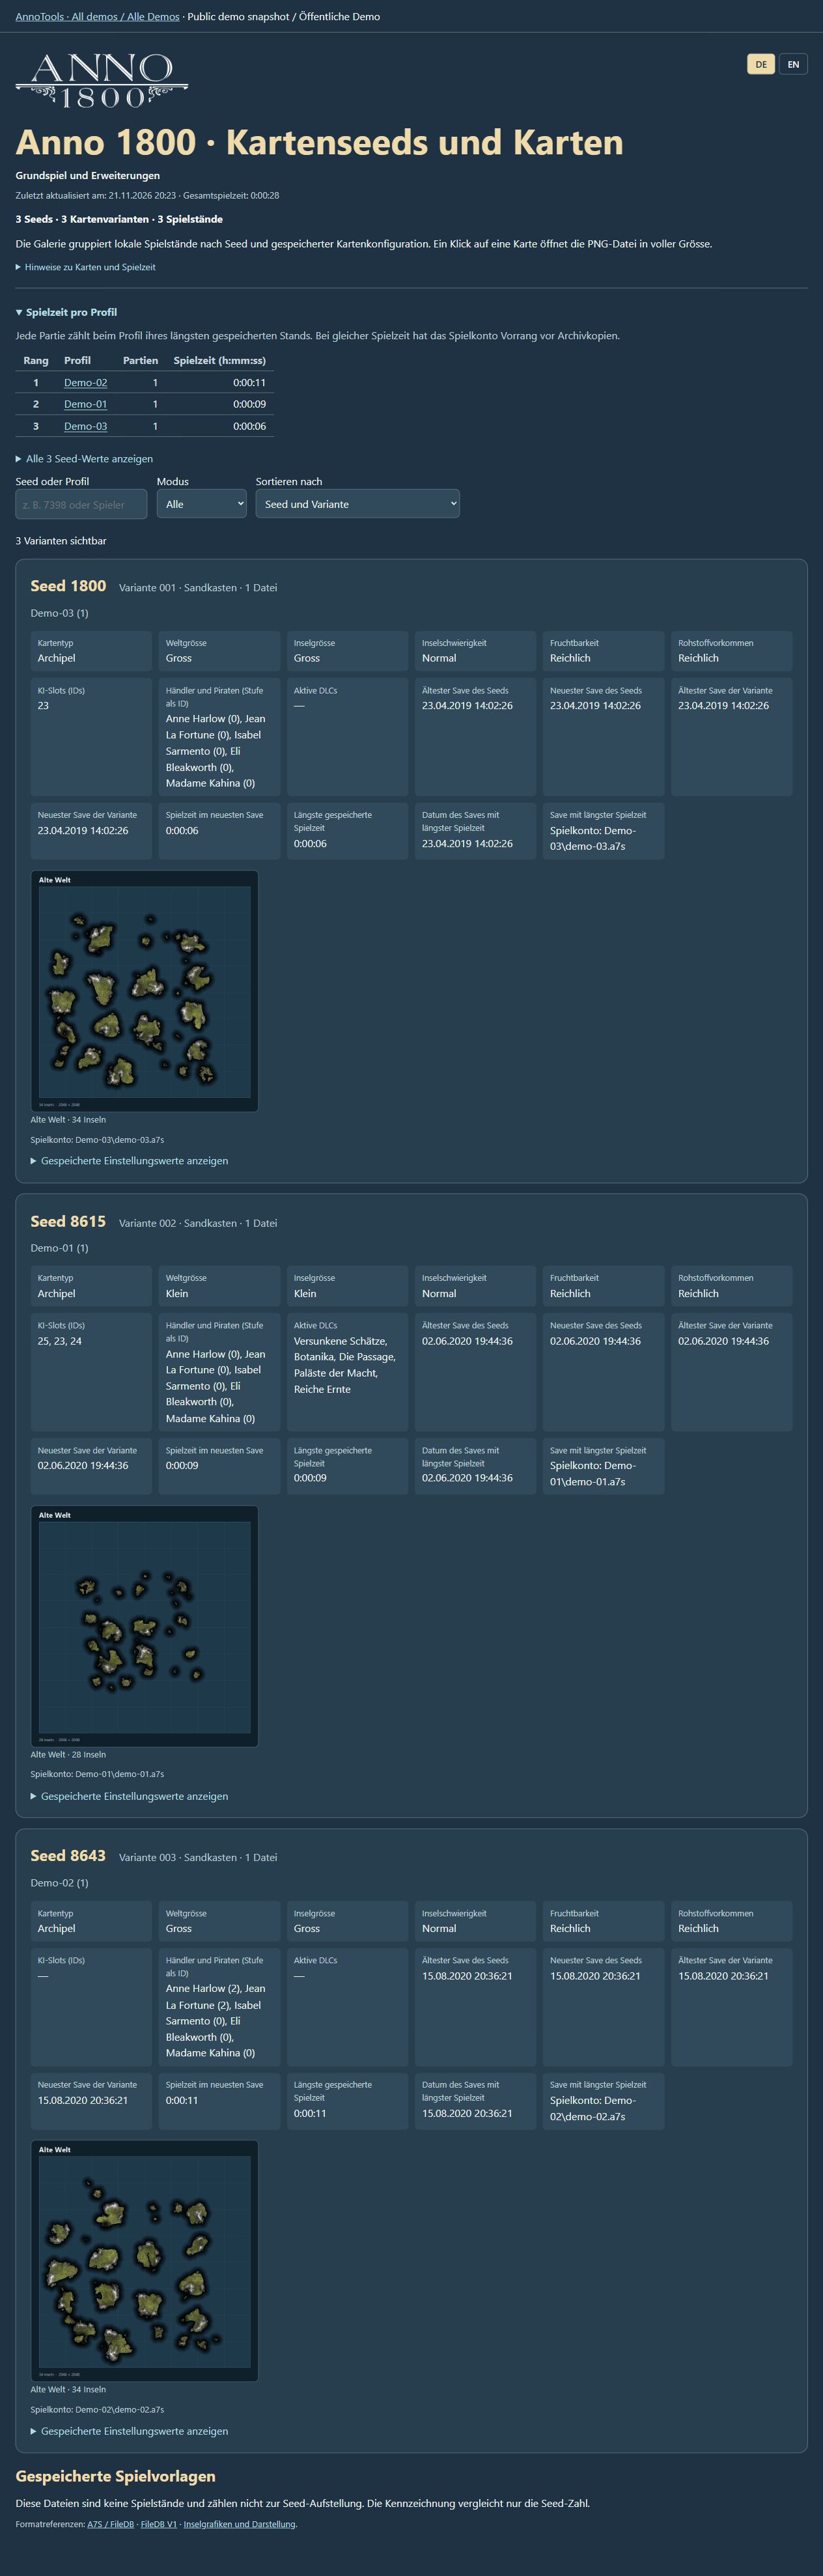 AnnoTools · All demos / Alle Demos · Public demo snapshot / Öffentliche Demo
ANNO
1800
DE
EN
Anno 1800 · Kartenseeds und Karten
Grundspiel und Erweiterungen
Zuletzt aktualisiert am: 21.11.2026 20:23 · Gesamtspielzeit: 0:00:28
3 Seeds · 3 Kartenvarianten · 3 Spielstände
Die Galerie gruppiert lokale Spielstände nach Seed und gespeicherter Kartenkonfiguration. Ein Klick auf eine Karte öffnet die PNG-Datei in voller Grösse.
▶ Hinweise zu Karten und Spielzeit
▼ Spielzeit pro Profil
Jede Partie zählt beim Profil ihres längsten gespeicherten Stands. Bei gleicher Spielzeit hat das Spielkonto Vorrang vor Archivkopien.
Rang Profil Partien Spielzeit (h:mm:ss)
1 Demo-02 1 0:00:11
2 Demo-01 1 0:00:09
3 Demo-03 1 0:00:06
▶ Alle 3 Seed-Werte anzeigen
Seed oder Profil Modus Sortieren nach
z. B. 7398 oder Spieler Alle Seed und Variante
3 Varianten sichtbar
Seed 1800 Variante 001 · Sandkasten · 1 Datei
Demo-03 (1)
Kartentyp Weltgrösse Inselgrösse Inselschwierigkeit Fruchtbarkeit Rohstoffvorkommen
Archipel Gross Gross Normal Reichlich Reichlich
KI-Slots (IDs)
23
Händler und Piraten (Stufe
als ID)
Anne Harlow (0), Jean
La Fortune (0), Isabel
Sarmento (0), Eli
Bleakworth (0),
Madame Kahina (0)
Aktive DLCs
—
Ältester Save des Seeds
23.04.2019 14:02:26
Neuester Save des Seeds
23.04.2019 14:02:26
Ältester Save der Variante
23.04.2019 14:02:26
Neuester Save der Variante
23.04.2019 14:02:26
Spielzeit im neuesten Save
0:00:06
Längste gespeicherte
Spielzeit
0:00:06
Datum des Saves mit
längster Spielzeit
23.04.2019 14:02:26
Save mit längster Spielzeit
Spielkonto: Demo-
03\demo-03.a7s
Alte Welt
34 Inseln · 2048 × 2048
Alte Welt · 34 Inseln
Spielkonto: Demo-03\demo-03.a7s
▶ Gespeicherte Einstellungswerte anzeigen
Seed 8615 Variante 002 · Sandkasten · 1 Datei
Demo-01 (1)
Kartentyp Weltgrösse Inselgrösse Inselschwierigkeit Fruchtbarkeit Rohstoffvorkommen
Archipel Klein Klein Normal Reichlich Reichlich
KI-Slots (IDs)
25, 23, 24
Händler und Piraten (Stufe
als ID)
Anne Harlow (0), Jean
La Fortune (0), Isabel
Sarmento (0), Eli
Bleakworth (0),
Madame Kahina (0)
Aktive DLCs
Versunkene Schätze,
Botanika, Die Passage,
Paläste der Macht,
Reiche Ernte
Ältester Save des Seeds
02.06.2020 19:44:36
Neuester Save des Seeds
02.06.2020 19:44:36
Ältester Save der Variante
02.06.2020 19:44:36
Neuester Save der Variante
02.06.2020 19:44:36
Spielzeit im neuesten Save
0:00:09
Längste gespeicherte
Spielzeit
0:00:09
Datum des Saves mit
längster Spielzeit
02.06.2020 19:44:36
Save mit längster Spielzeit
Spielkonto: Demo-
01\demo-01.a7s
Alte Welt
28 Inseln · 2048 × 2048
Alte Welt · 28 Inseln
Spielkonto: Demo-01\demo-01.a7s
▶ Gespeicherte Einstellungswerte anzeigen
Seed 8643 Variante 003 · Sandkasten · 1 Datei
Demo-02 (1)
Kartentyp Weltgrösse Inselgrösse Inselschwierigkeit Fruchtbarkeit Rohstoffvorkommen
Archipel Gross Gross Normal Reichlich Reichlich
KI-Slots (IDs)
—
Händler und Piraten (Stufe
als ID)
Anne Harlow (2), Jean
La Fortune (2), Isabel
Sarmento (0), Eli
Bleakworth (0),
Madame Kahina (0)
Aktive DLCs
—
Ältester Save des Seeds
15.08.2020 20:36:21
Neuester Save des Seeds
15.08.2020 20:36:21
Ältester Save der Variante
15.08.2020 20:36:21
Neuester Save der Variante
15.08.2020 20:36:21
Spielzeit im neuesten Save
0:00:11
Längste gespeicherte
Spielzeit
0:00:11
Datum des Saves mit
längster Spielzeit
15.08.2020 20:36:21
Save mit längster Spielzeit
Spielkonto: Demo-
02\demo-02.a7s
Alte Welt
34 Inseln · 2048 × 2048
Alte Welt · 34 Inseln
Spielkonto: Demo-02\demo-02.a7s
▶ Gespeicherte Einstellungswerte anzeigen
Gespeicherte Spielvorlagen
Diese Dateien sind keine Spielstände und zählen nicht zur Seed-Aufstellung. Die Kennzeichnung vergleicht nur die Seed-Zahl.
Formatreferenzen: A7S / FileDB · FileDB V1 · Inselgrafiken und Darstellung.